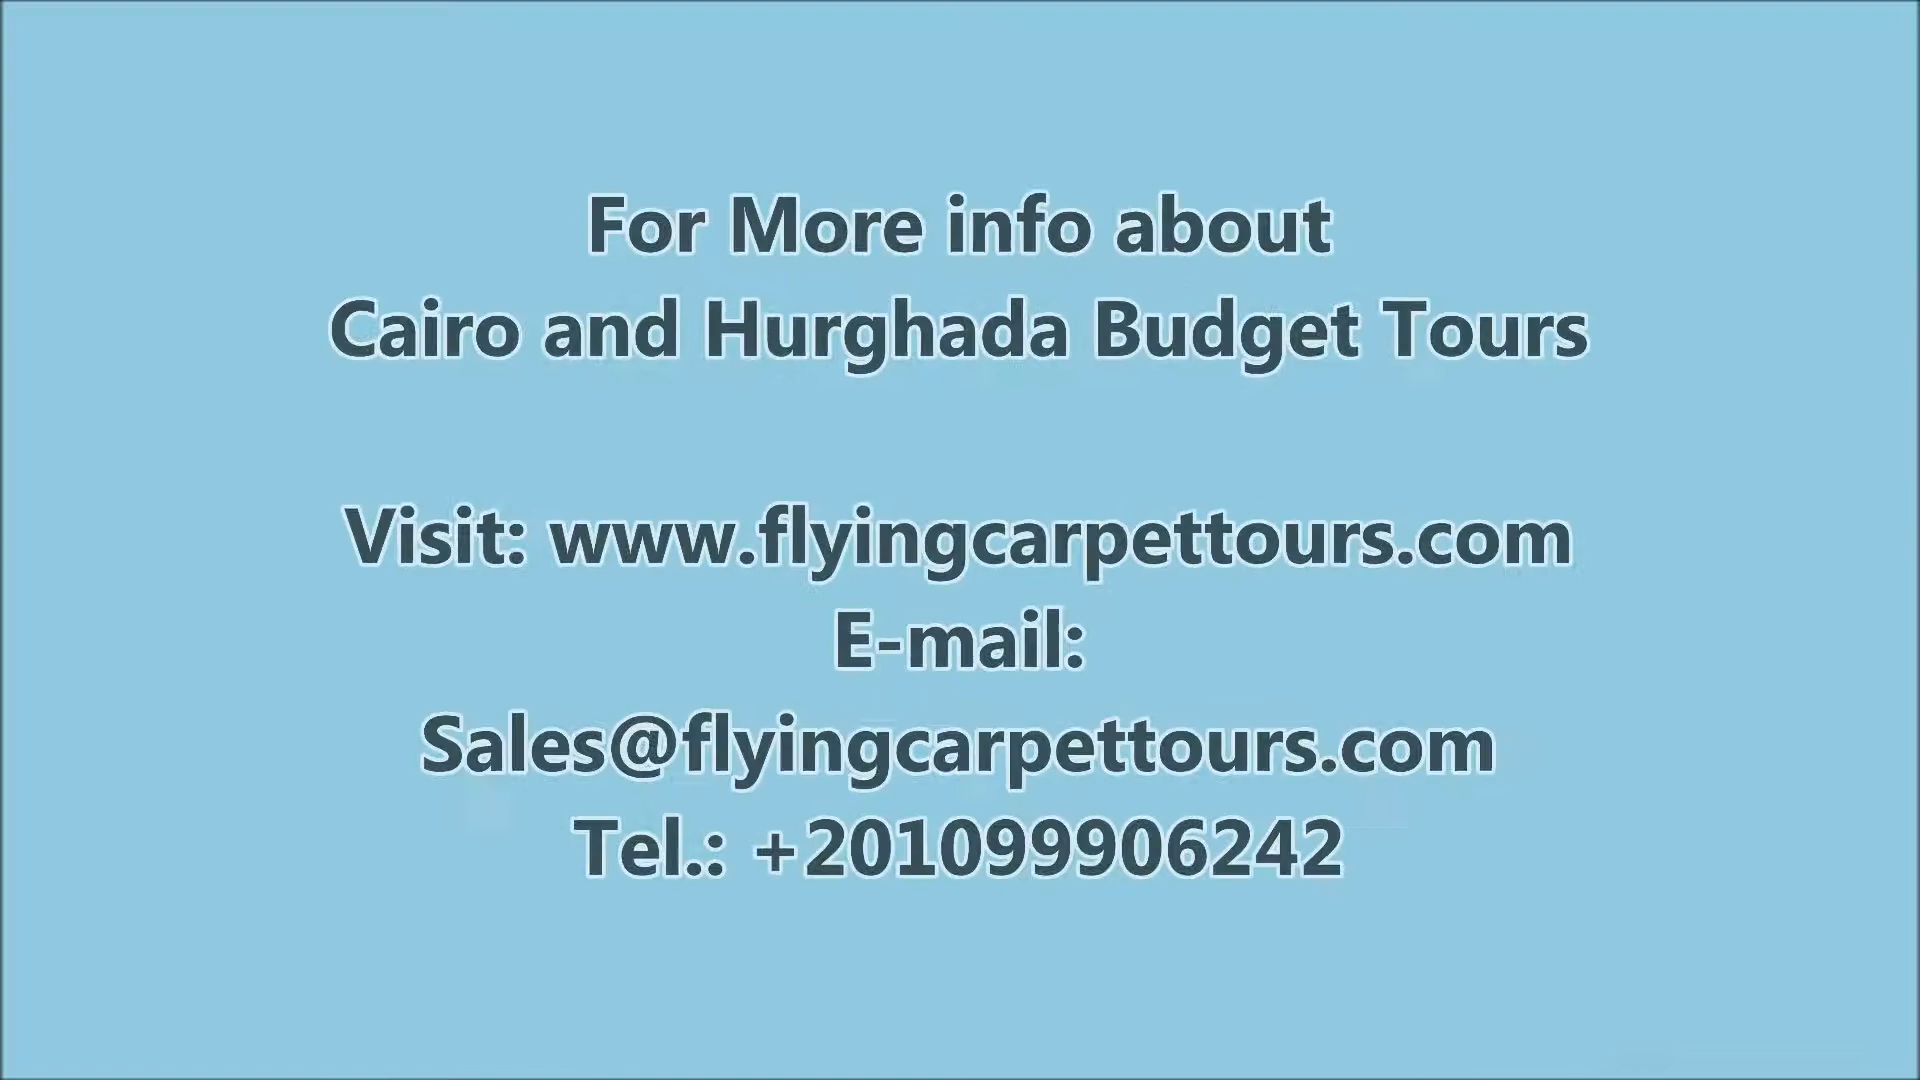 For More info about
Cairo and Hurghada Budget Tours
Visit: www.flyingcarpettours.com
E-mail:
Sales@flyingcarpettours.com
Tel.: +201099906242